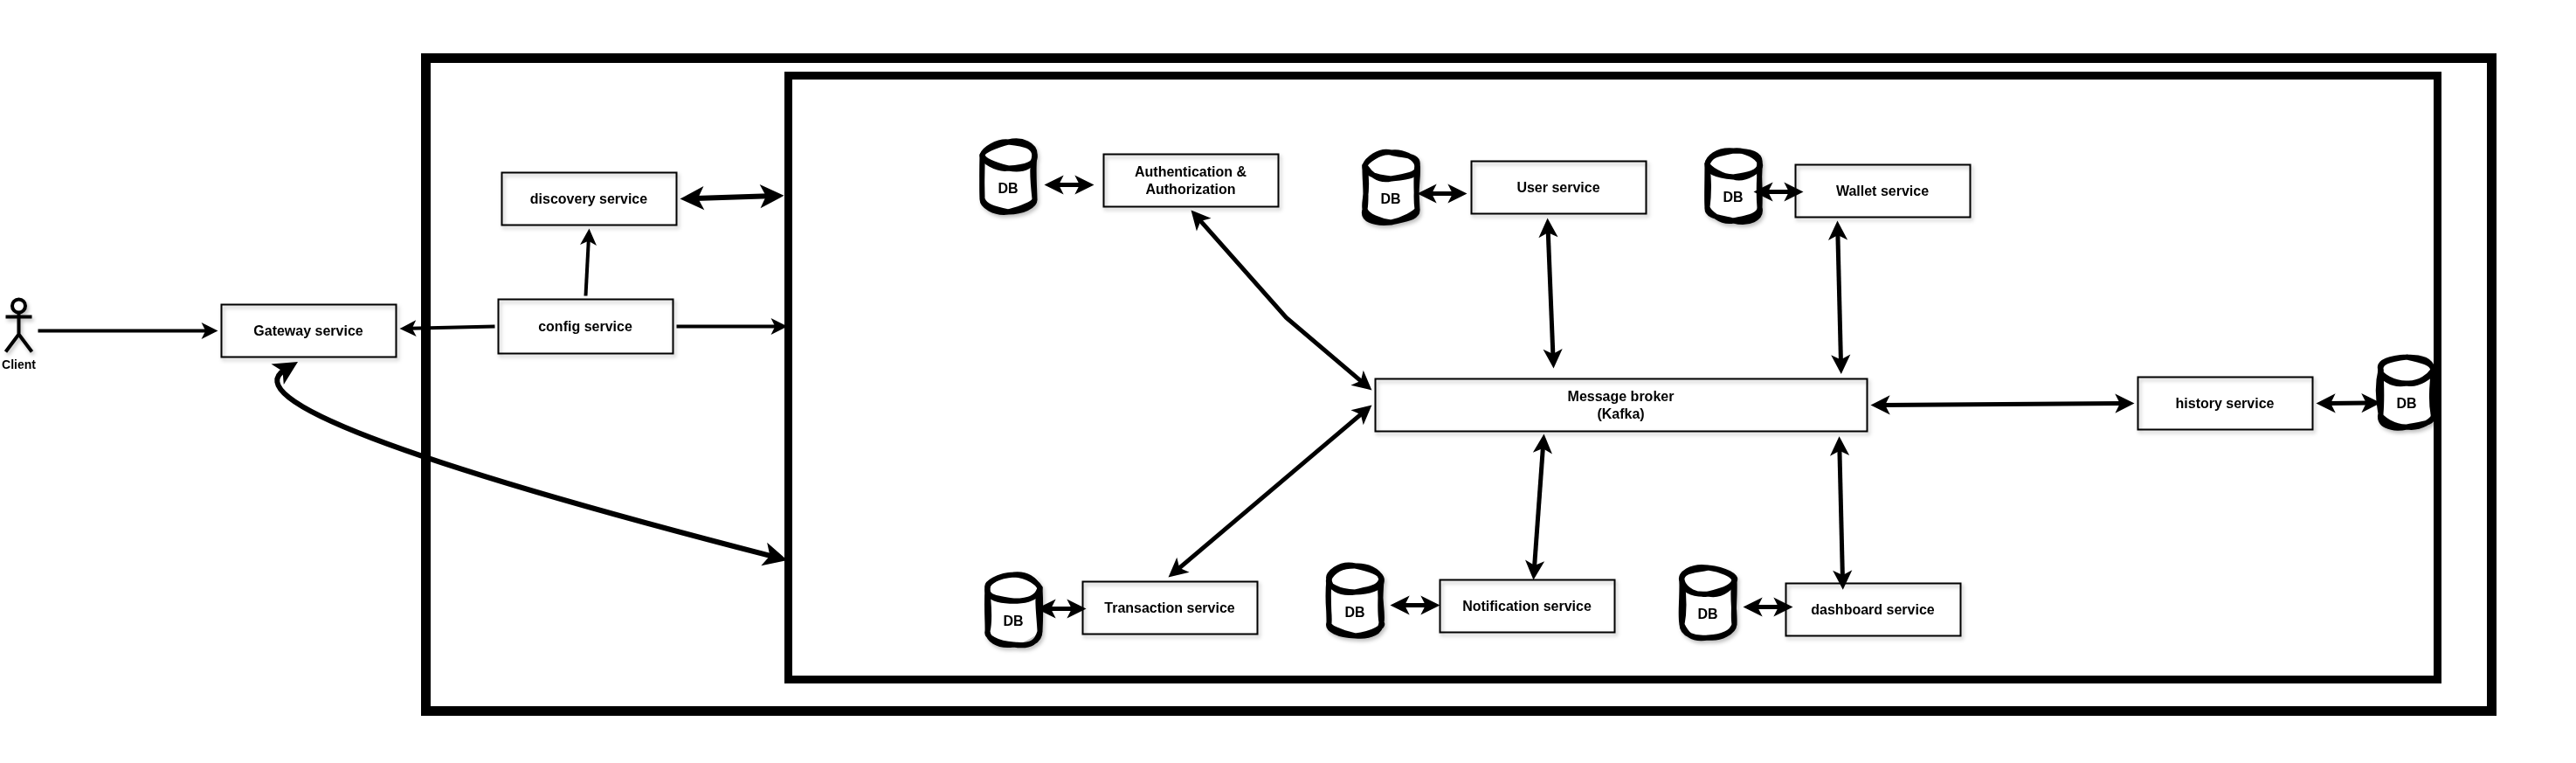 DB
Authentication &
Authorization
DB
User service
DB
Wallet service
discovery service
Client
Gateway service
config service
Message broker
(Kafka)
history service
DB
DB
Transaction service
DB
Notification service
DB
dashboard service